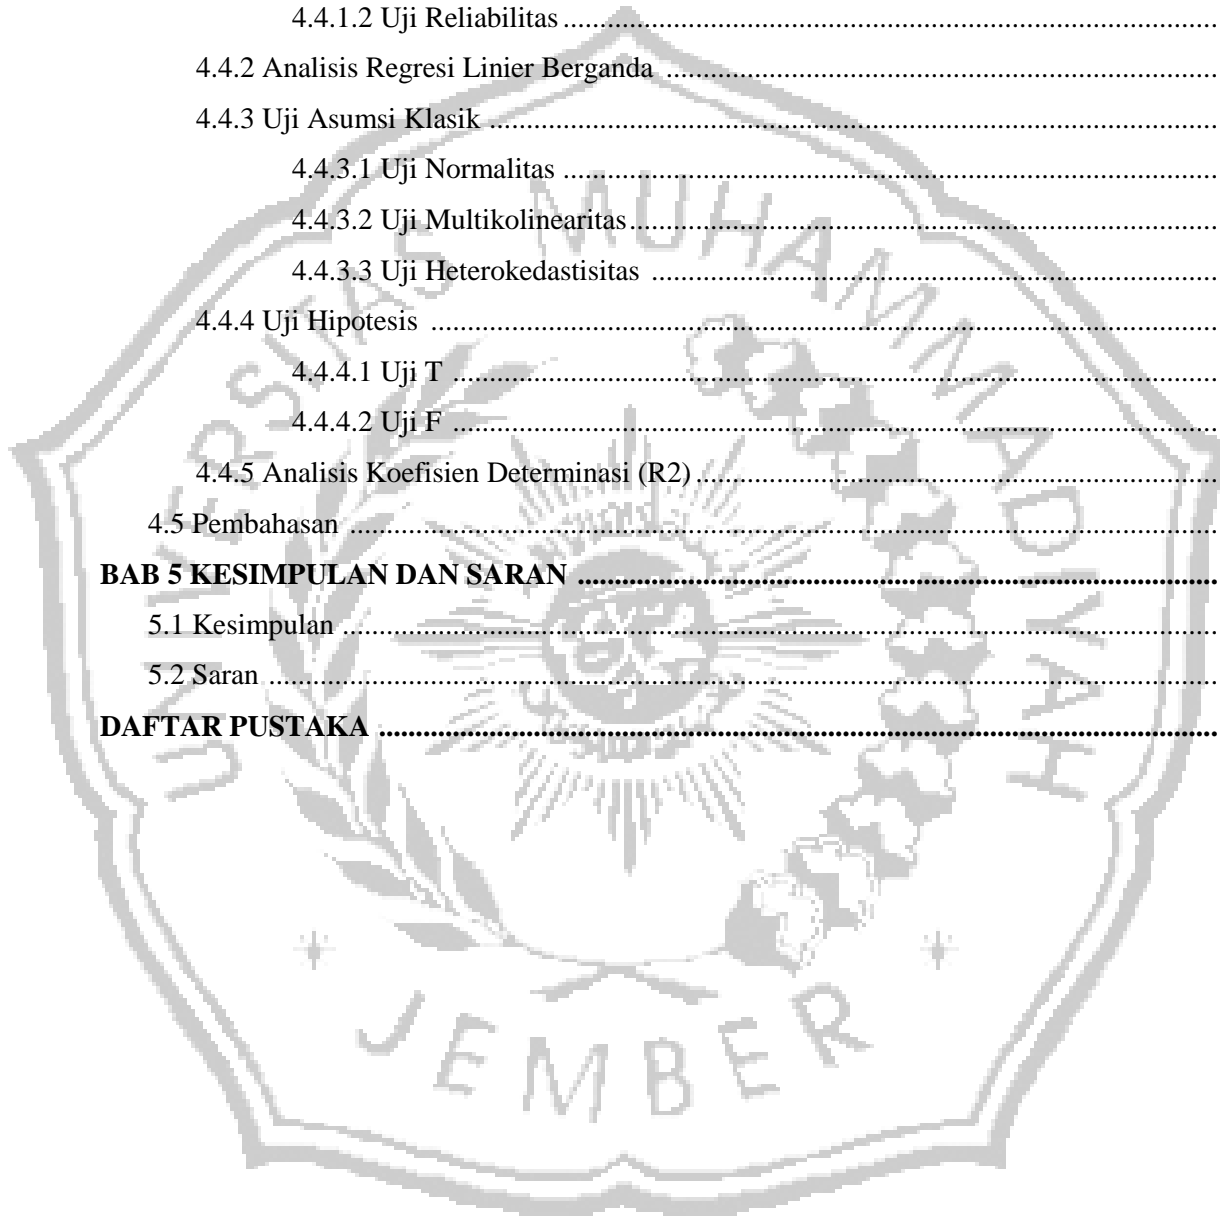 4.4.1.2 Uji Reliabilitas ........................................................................................
4.4.2 Analisis Regresi Linier Berganda ........................................................................................
4.4.3 Uji Asumsi Klasik ........................................................................................
4.4.3.1 Uji Normalitas ........................................................................................
4.4.3.2 Uji Multikolinearitas ........................................................................................
4.4.3.3 Uji Heterokedastisitas ........................................................................................
4.4.4 Uji Hipotesis ........................................................................................
4.4.4.1 Uji T ........................................................................................
4.4.4.2 Uji F ........................................................................................
4.4.5 Analisis Koefisien Determinasi (R2) ........................................................................................
4.5 Pembahasan ........................................................................................
BAB 5 KESIMPULAN DAN SARAN ........................................................................................
5.1 Kesimpulan ........................................................................................
5.2 Saran ........................................................................................
DAFTAR PUSTAKA ........................................................................................
UNIVERSITAS MUHAMMADIYAH
JEMBER